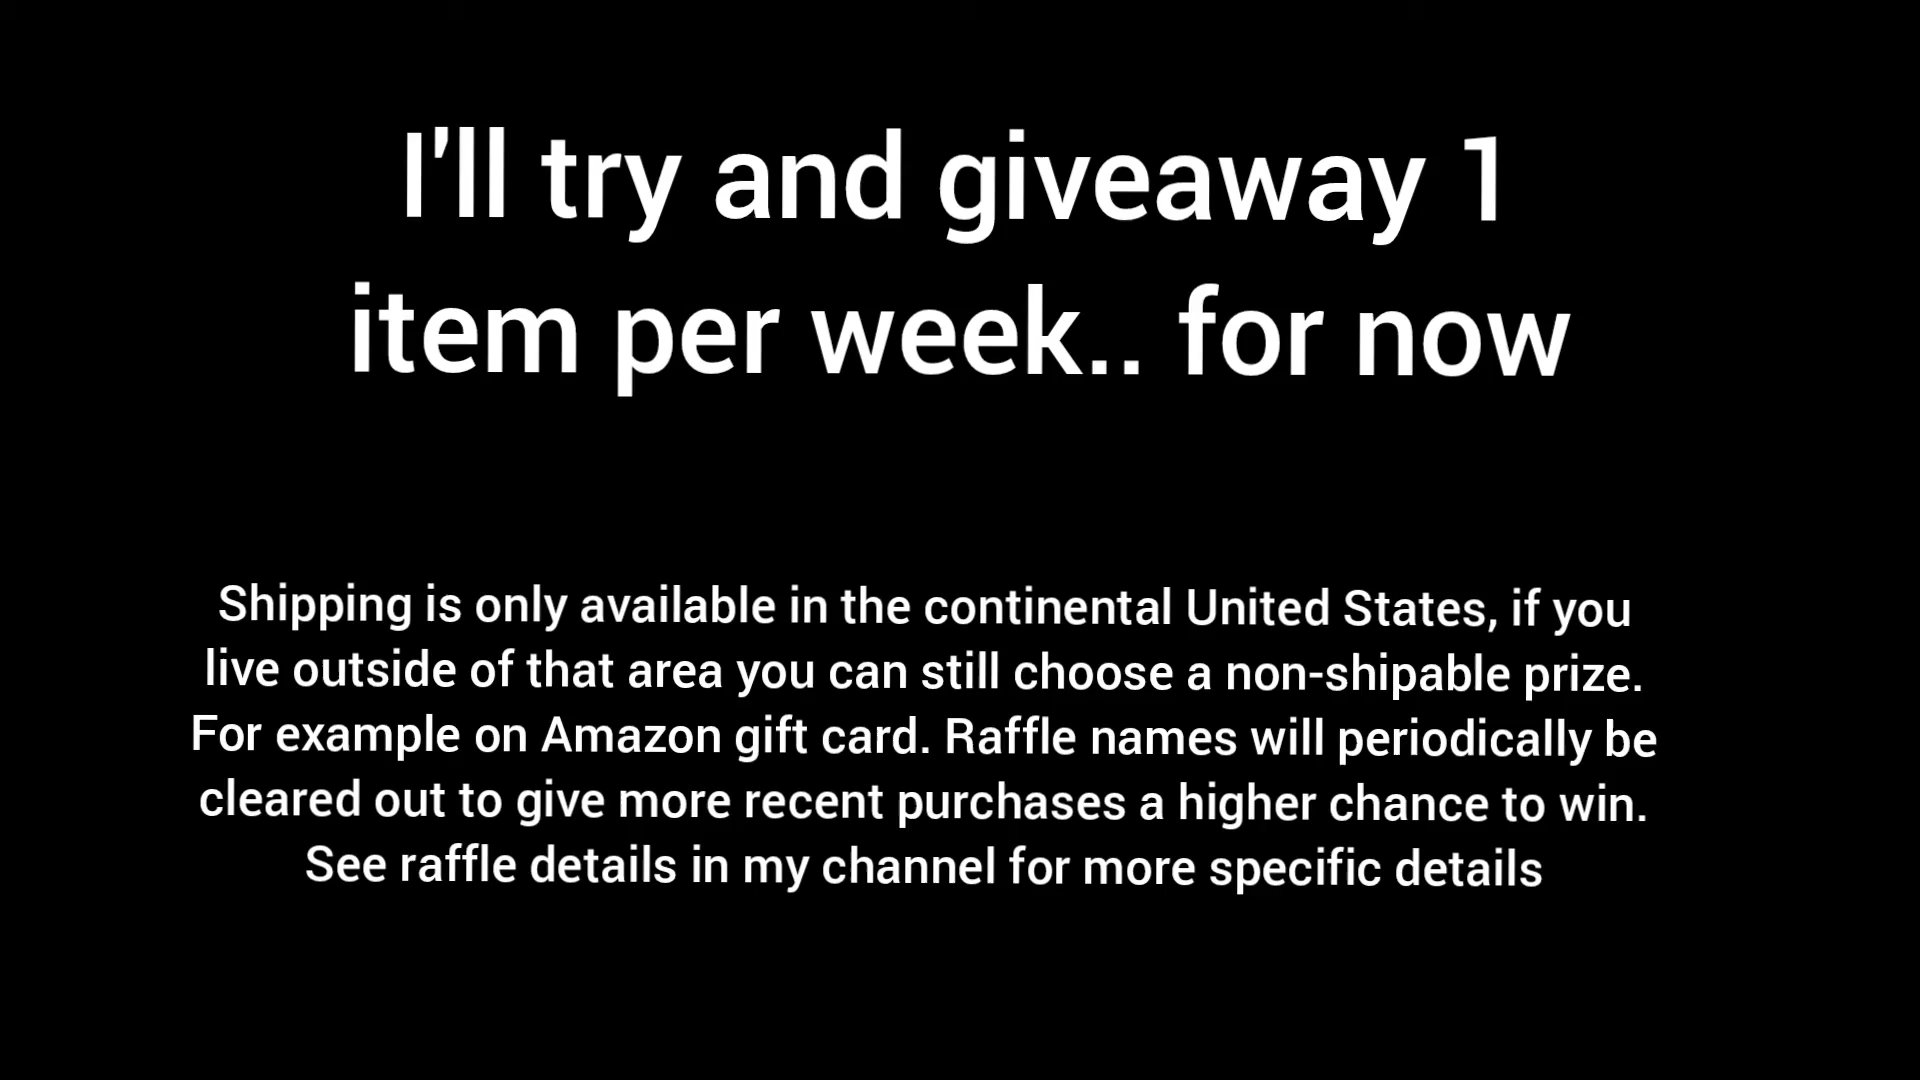 I'll try and giveaway 1
item per week.. for now
Shipping is only available in the continental United States, if you
live outside of that area you can still choose a non-shipable prize.
For example on Amazon gift card. Raffle names will periodically be
cleared out to give more recent purchases a higher chance to win.
See raffle details in my channel for more specific details